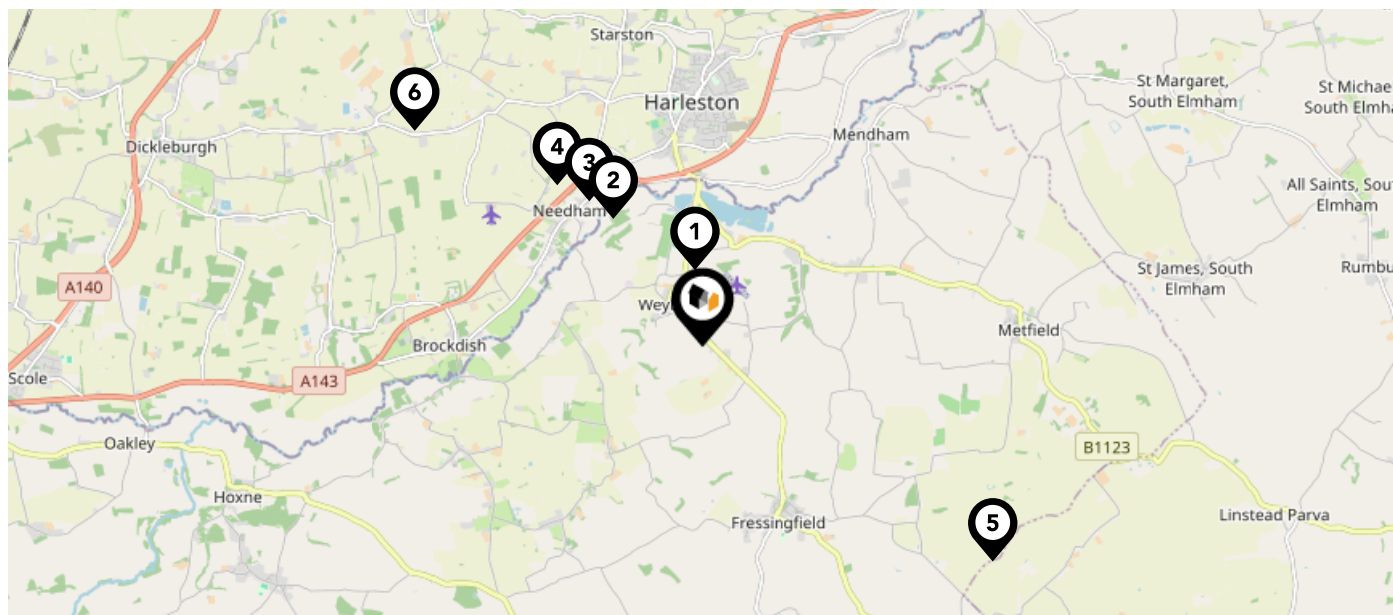 Starston
St Margaret,
South Elmham
St Michae
South Elmha
6
Harleston
Mendham
Dickleburgh
4
3
2
All Saints, Sou
Elmham
Needham
1
St James, South
Elmham
Rumbu
A140
Wey
Metfield
Brockdish
Scole
A143
Oakley
B1123
Hoxne
Fressingfield
5
Linstead Parva